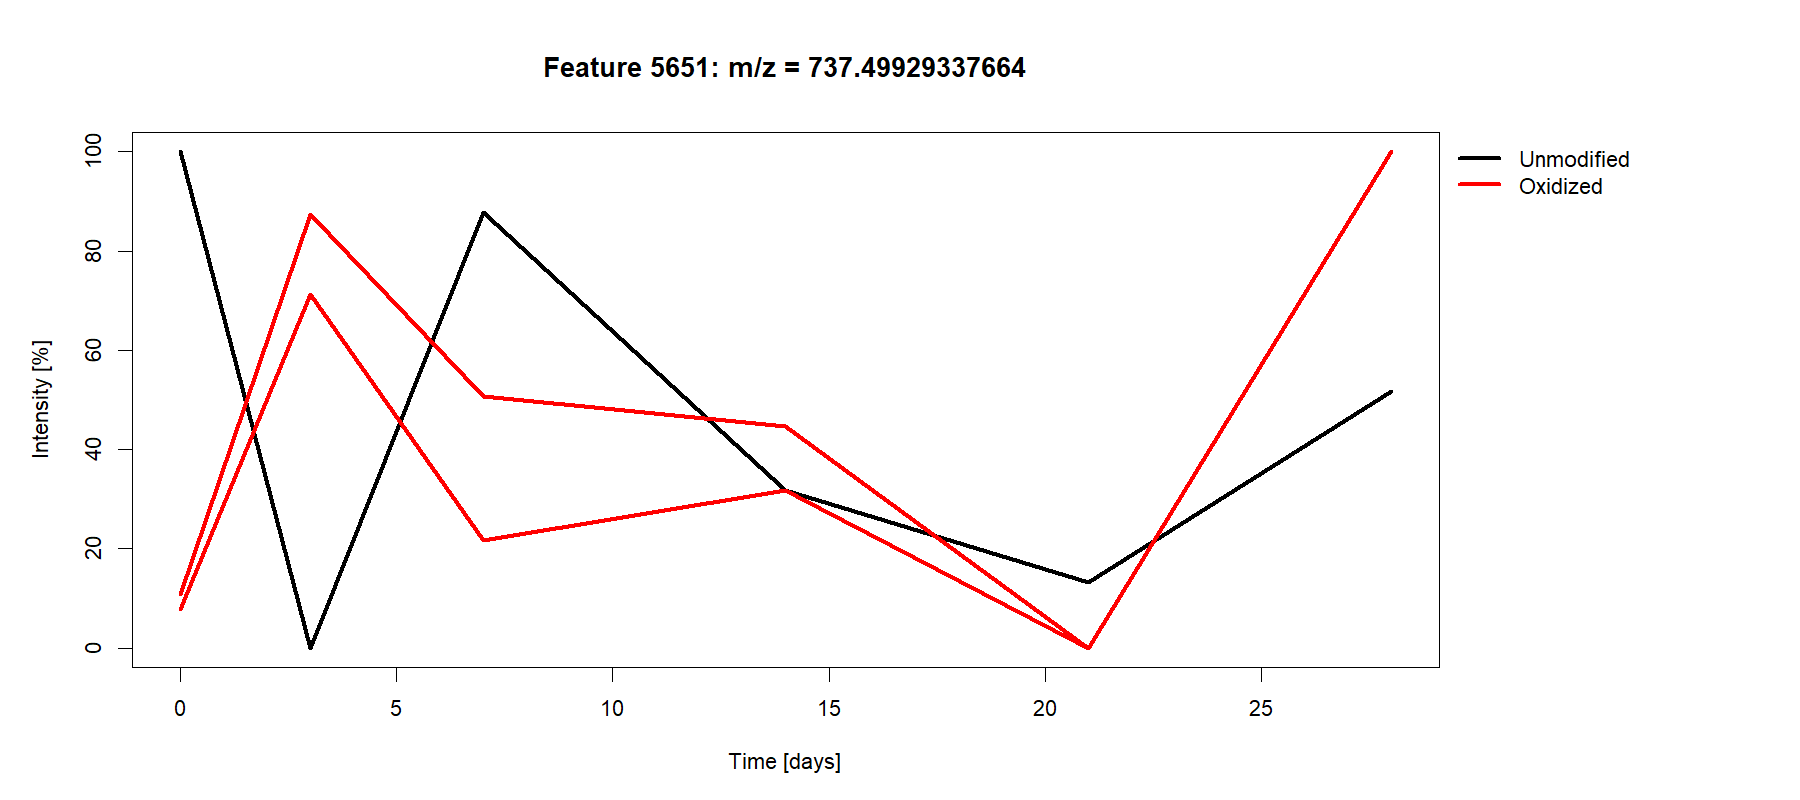 Feature 5651: m/z = 737.49929337664
Unmodified
Oxidized
100
80
60
40
20
0
Intensity [%]
0 5 10 15 20 25
Time [days]